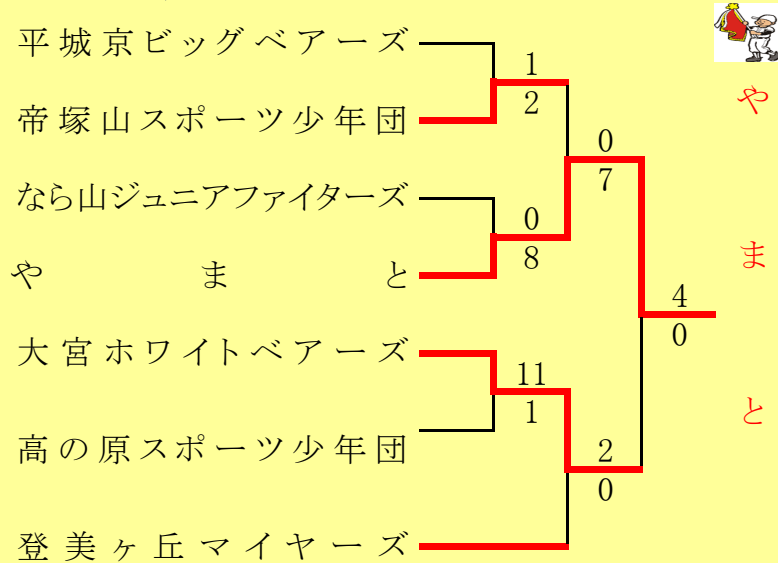 平城京ビッグベアーズ
帝塚山スポーツ少年団
なら山ジュニアファイターズ
やまと
大宮ホワイトベアーズ
高の原スポーツ少年団
登美ヶ丘マイヤーズ
1
2
0
8
11
1
0
7
2
0
4
0
やまと